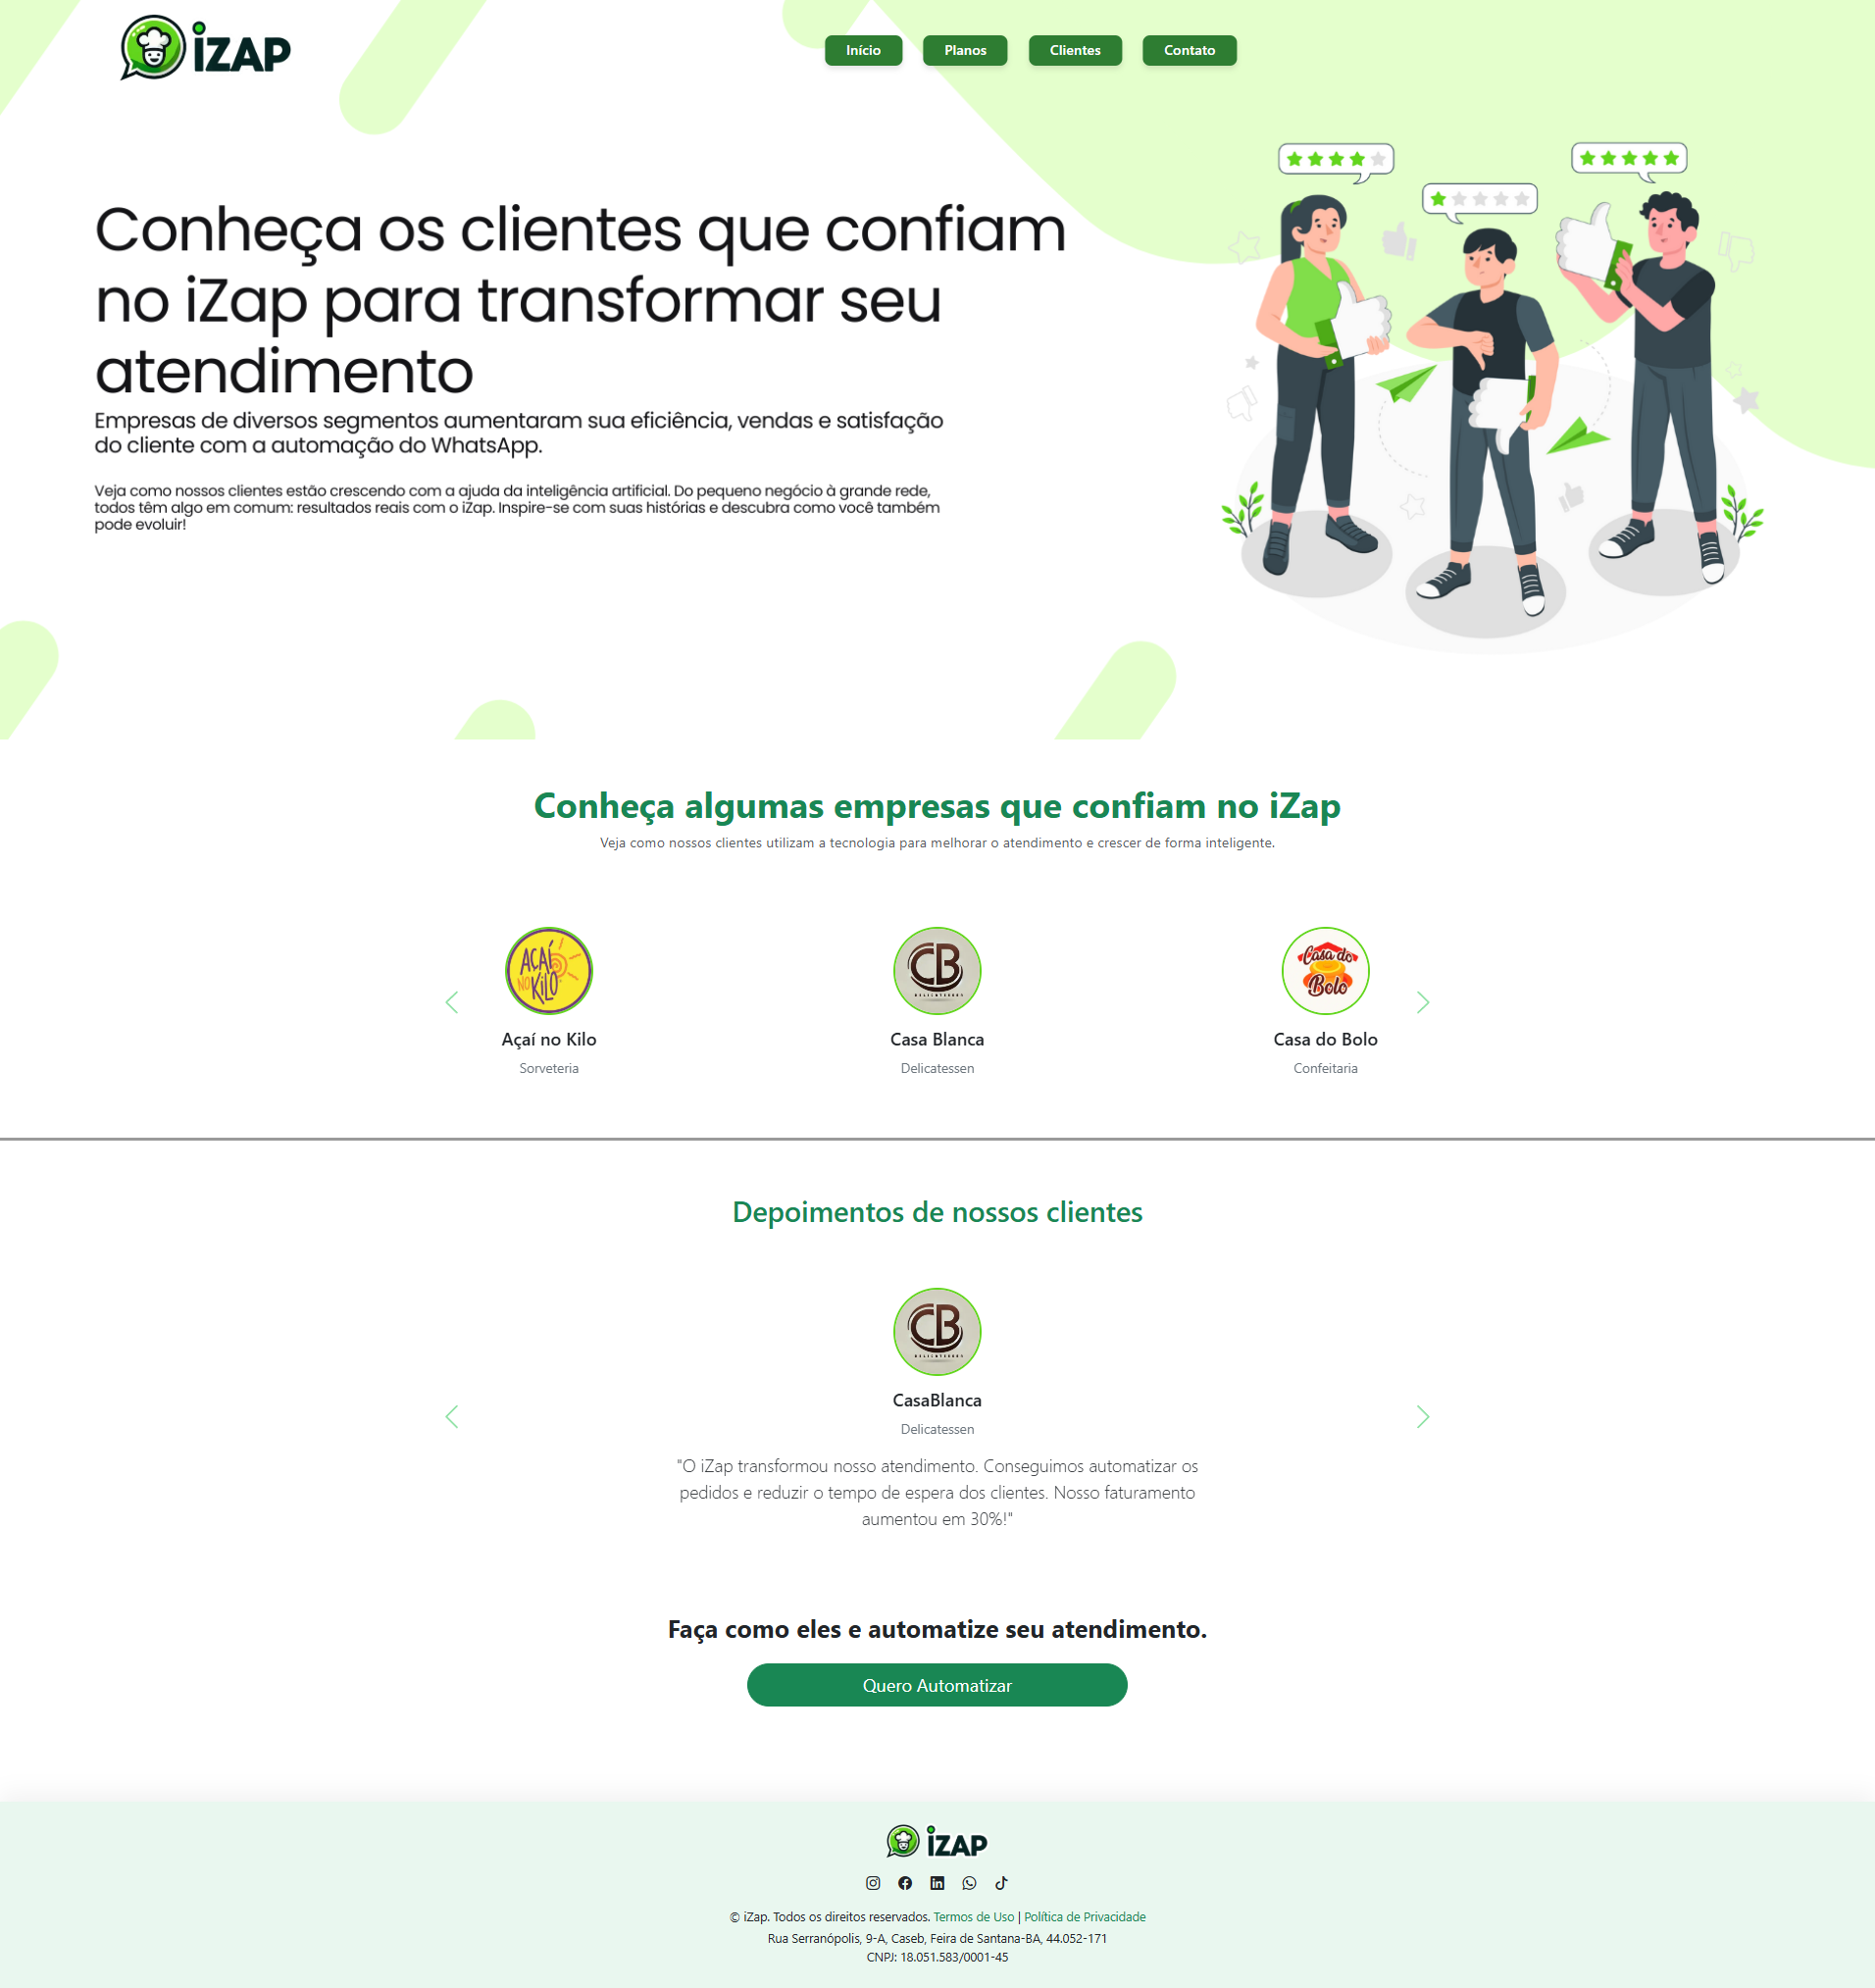 iZAP
Início
Planos
Clientes
Contato
Conheça os clientes que confiam
no iZap para transformar seu
atendimento
Empresas de diversos segmentos aumentaram sua eficiência, vendas e satisfação
do cliente com a automação do WhatsApp.
Veja como nossos clientes estão crescendo com a ajuda da inteligência artificial. Do pequeno negócio à grande rede,
todos têm algo em comum: resultados reais com o iZap. Inspire-se com suas histórias e descubra como você também
pode evoluir!
Conheça algumas empresas que confiam no iZap
Veja como nossos clientes utilizam a tecnologia para melhorar o atendimento e crescer de forma inteligente.
AÇAÍ
NO
KILO
Açaí no Kilo
Sorveteria
CB
Casa Blanca
Delicatessen
Casa do
Bolo
Casa do Bolo
Confeitaria
Depoimentos de nossos clientes
CB
CasaBlanca
Delicatessen
"O iZap transformou nosso atendimento. Conseguimos automatizar os
pedidos e reduzir o tempo de espera dos clientes. Nosso faturamento
aumentou em 30%!"
Faça como eles e automatize seu atendimento.
Quero Automatizar
iZAP
© iZap. Todos os direitos reservados. Termos de Uso | Política de Privacidade
Rua Serranópolis, 9-A, Caseb, Feira de Santana-BA, 44.052-171
CNPJ: 18.051.583/0001-45